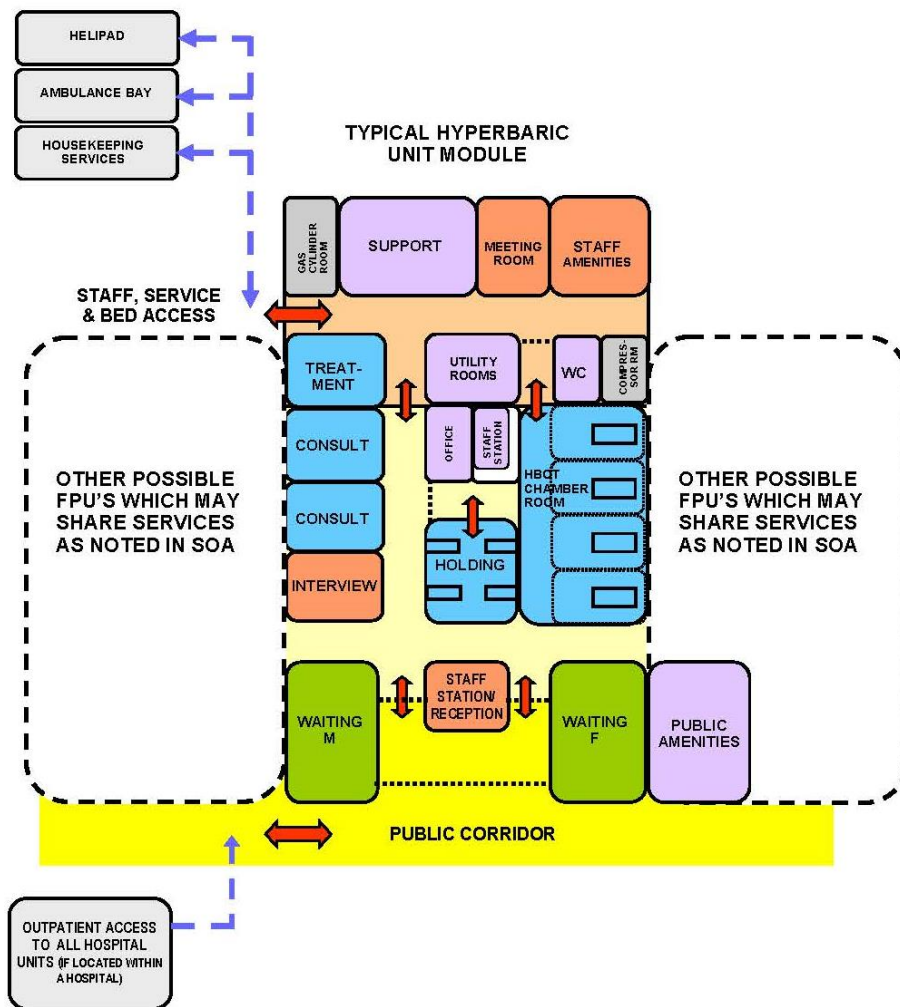 HELIPAD
AMBULANCE BAY
HOUSEKEEPING
SERVICES
TYPICAL HYPERBARIC
UNIT MODULE
GAS
CYLINDER
ROOM
SUPPORT
MEETING
ROOM
STAFF
AMENITIES
STAFF, SERVICE
& BED ACCESS
TREAT-
MENT
UTILITY
ROOMS
WC
COMPRES-
SOR RM
CONSULT
OFFICE
STAFF
STATION
HBOT
CHAMBER
ROOM
CONSULT
HOLDING
INTERVIEW
OTHER POSSIBLE
FPU'S WHICH MAY
SHARE SERVICES
AS NOTED IN SOA
OTHER POSSIBLE
FPU'S WHICH MAY
SHARE SERVICES
AS NOTED IN SOA
WAITING
M
STAFF
STATION/
RECEPTION
WAITING
F
PUBLIC
AMENITIES
PUBLIC CORRIDOR
OUTPATIENT ACCESS
TO ALL HOSPITAL
UNITS (IF LOCATED WITHIN
A HOSPITAL)